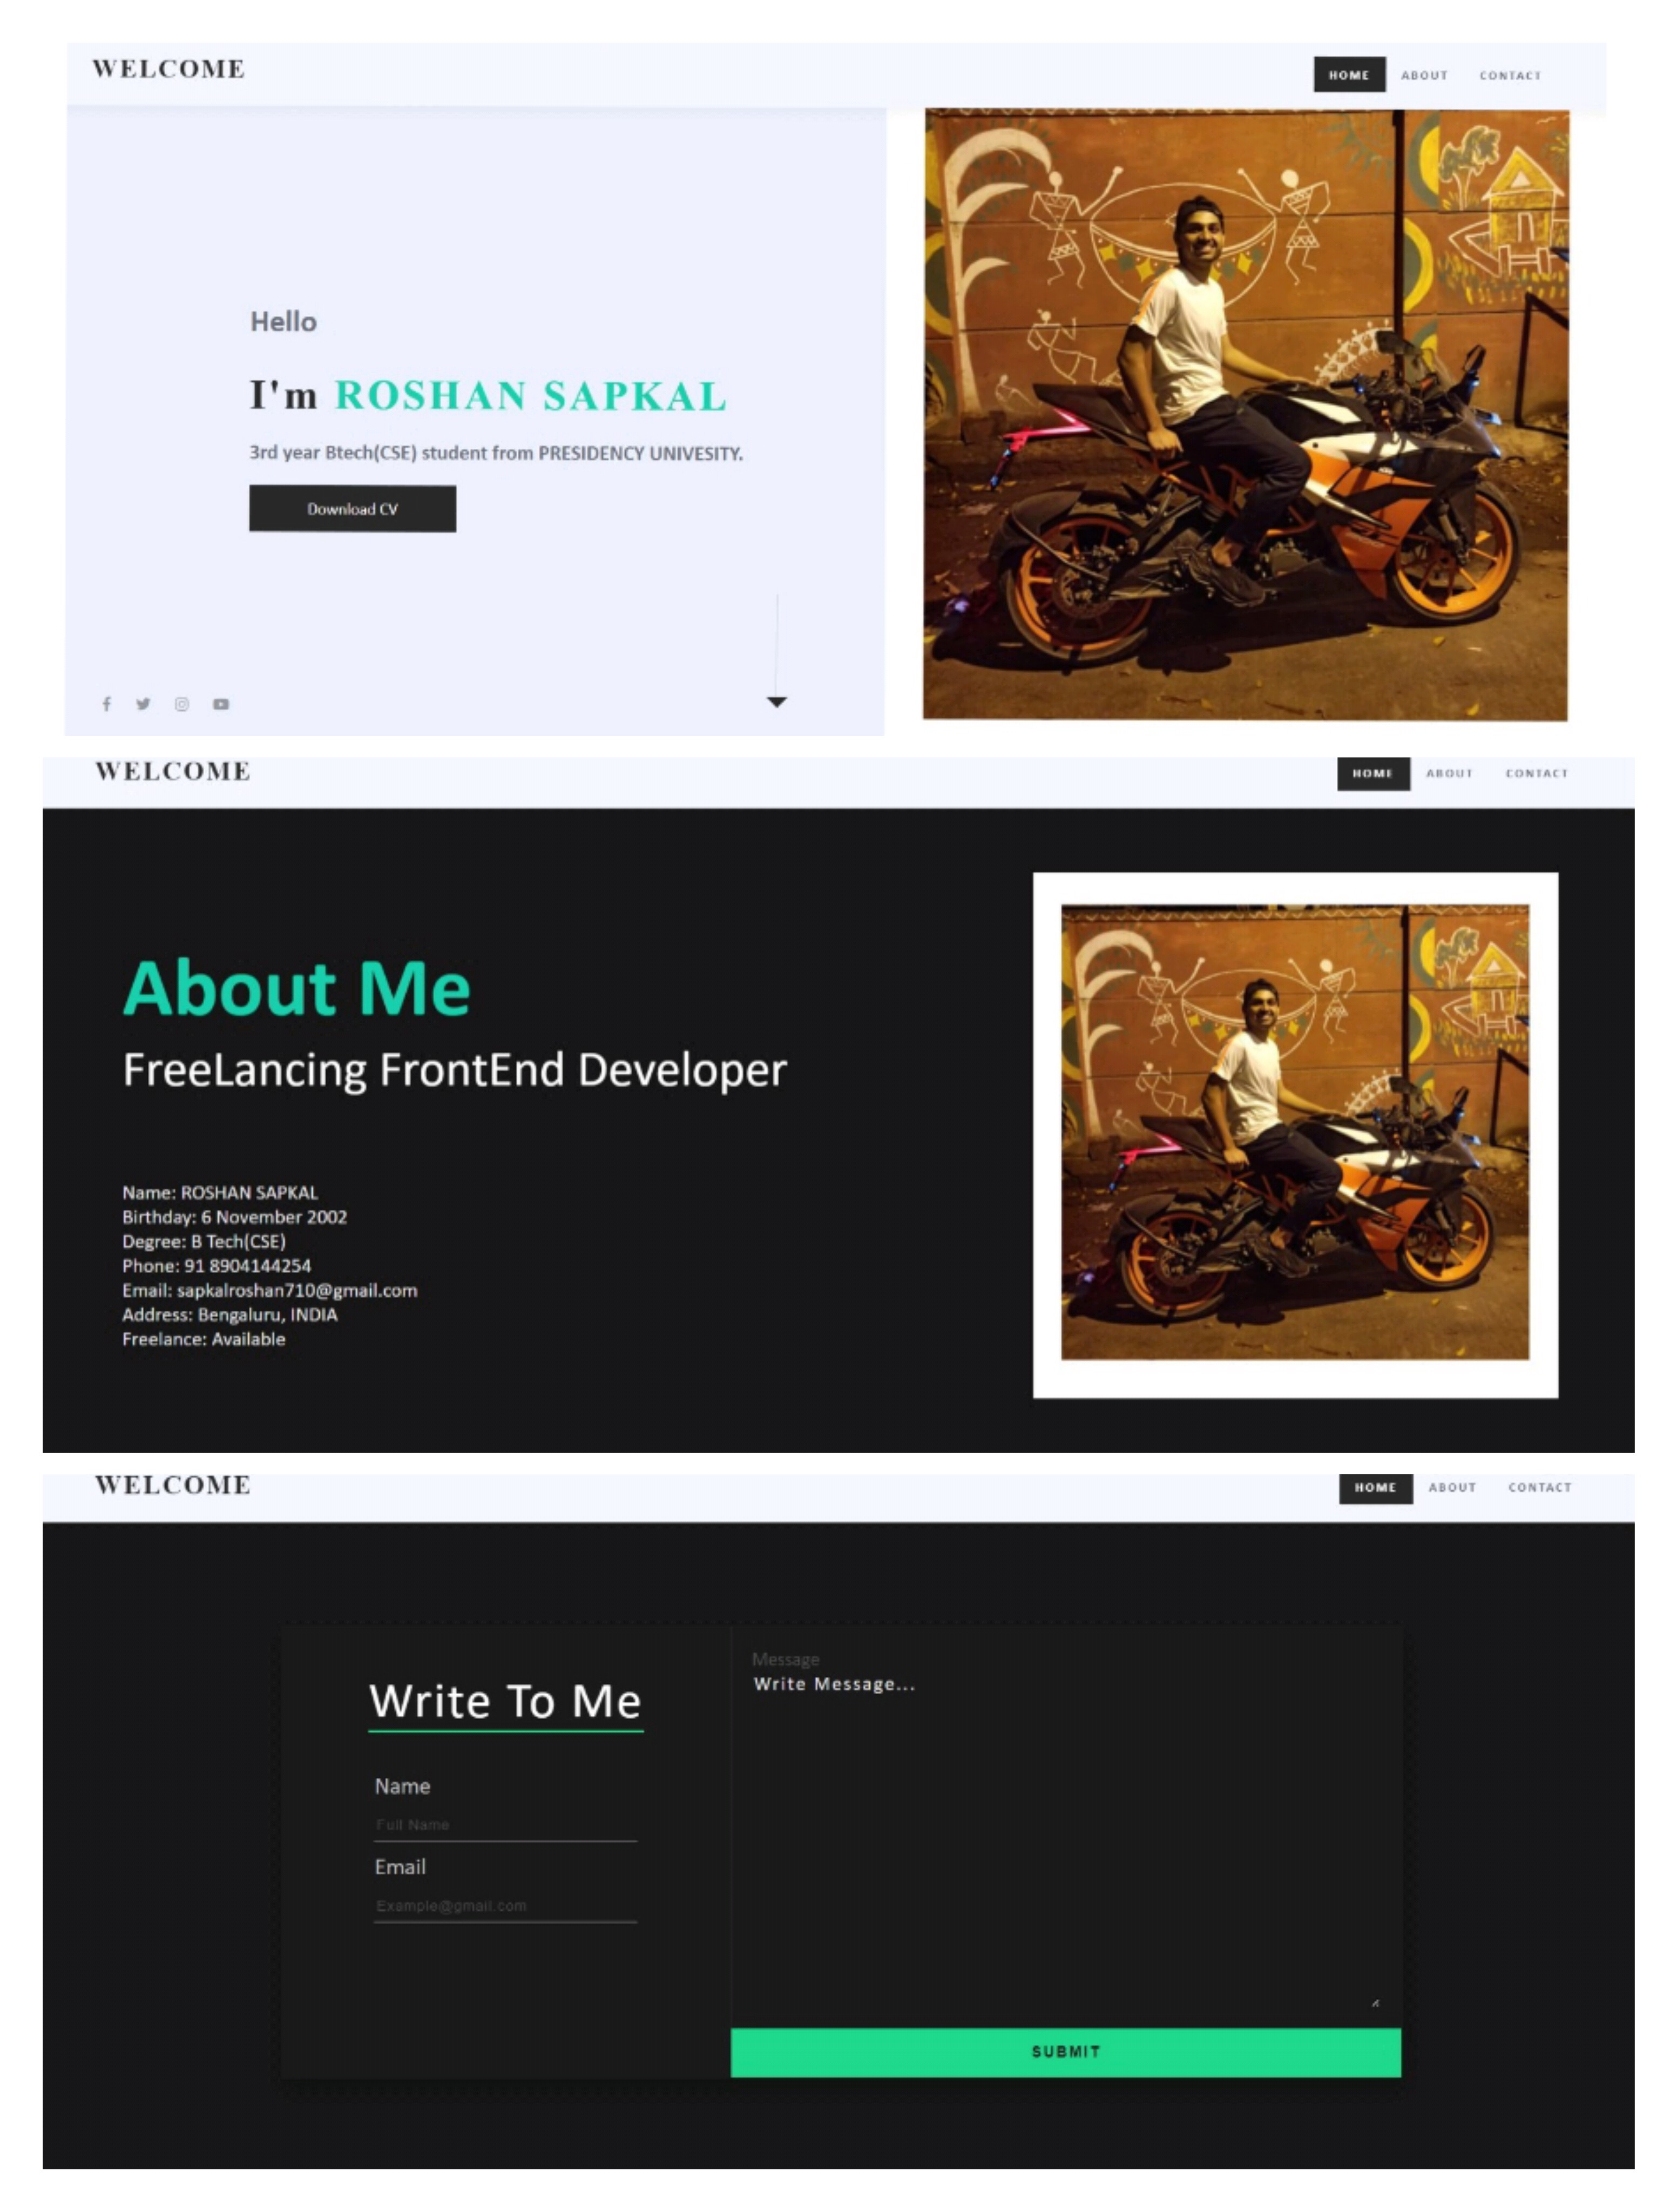 WELCOME
HOME ABOUT CONTACT
Hello
I'm ROSHAN SAPKAL
3rd year Btech(CSE) student from PRESIDENCY UNIVESITY.
Download CV
WELCOME
HOME ABOUT CONTACT
About Me
FreeLancing FrontEnd Developer
Name: ROSHAN SAPKAL
Birthday: 6 November 2002
Degree: B Tech(CSE)
Phone: 91 8904144254
Email: sapkalroshan710@gmail.com
Address: Bengaluru, INDIA
Freelance: Available
WELCOME
HOME ABOUT CONTACT
Write To Me
Name
Full Name
Email
Example@gmail.com
Message
Write Message...
SUBMIT